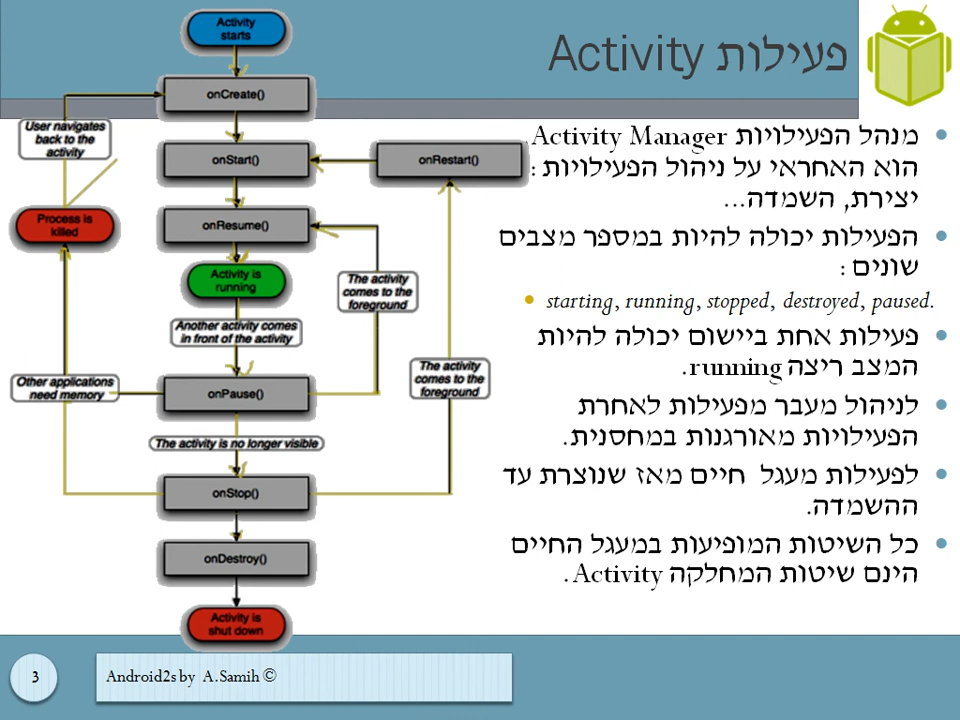 פעילות Activity
מנהל הפעילויות Activity Manager
הוא האחראי על ניהול הפעילויות :
יצירת, השמדה...
הפעילות יכולה להיות במספר מצבים
שונים :
starting, running, stopped, destroyed, paused.
פעילות אחת ביישום יכולה להיות
המצב ריצה running.
לניהול מעבר מפעילות לאחרת
הפעילויות מאורגנות במחסנית.
לפעילות מעגל חיים מאז שנוצרת עד
ההשמדה.
כל השיטות המופיעות במעגל החיים
הינם שיטות המחלקה Activity.
Activity
starts
onCreate()
User navigates
back to the
activity
onStart()
onRestart()
Process is
killed
onResume()
Activity is
running
The activity
comes to the
foreground
Another activity comes
in front of the activity
The activity
comes to the
foreground
Other applications
need memory
onPause()
The activity is no longer visible
onStop()
onDestroy()
Activity is
shut down
3
Android2s by A.Samih ©